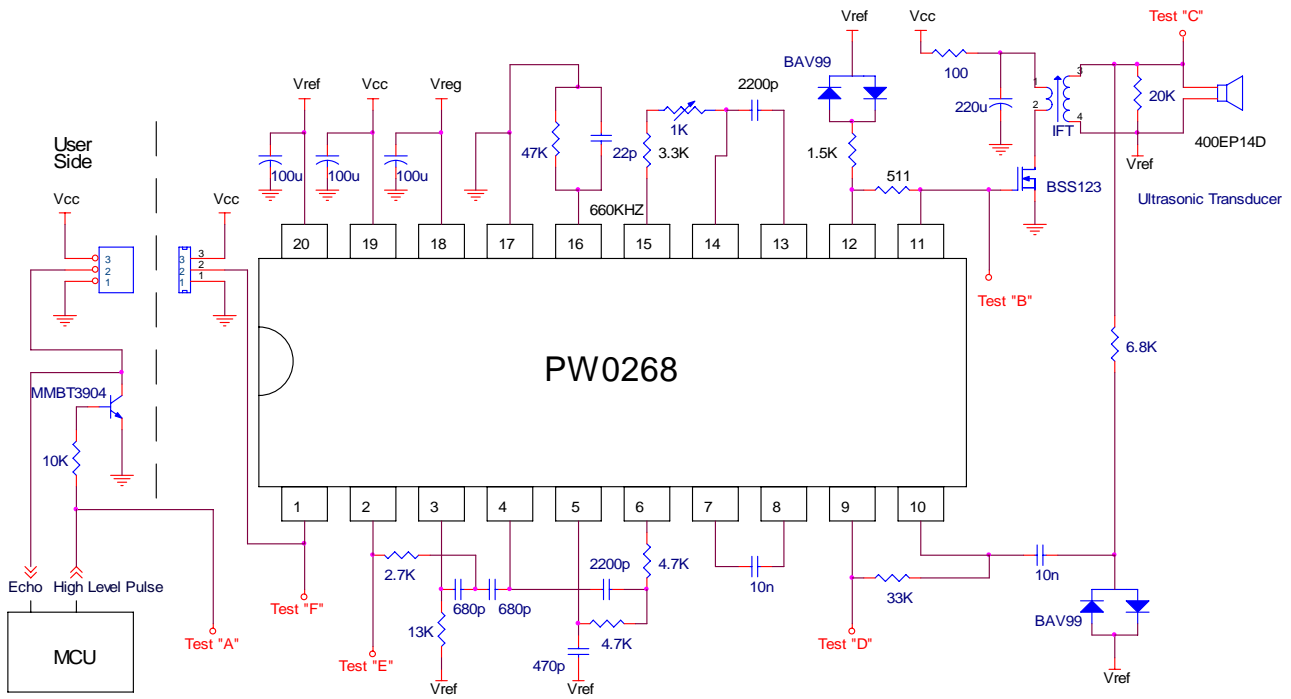 Vref
Vcc
Test "C"
BAV99
Vref
Vcc
Vreg
2200p
100
1
3
220u
2
4
20K
IFT
1K
47K
22p
3.3K
1.5K
Vref
400EP14D
User
Side
100u
100u
100u
511
BSS123
Ultrasonic Transducer
Vcc
Vcc
660KHZ
20
19
18
17
16
15
14
13
12
11
3
2
1
3
2
1
3
2
1
Test "B"
6.8K
PW0268
MMBT3904
10K
1
2
3
4
5
6
7
8
9
10
2.7K
2200p
4.7K
10n
10n
33K
Echo
High Level Pulse
680p
680p
Test "F"
13K
4.7K
BAV99
Test "A"
Test "D"
MCU
Test "E"
470p
Vref
Vref
Vref